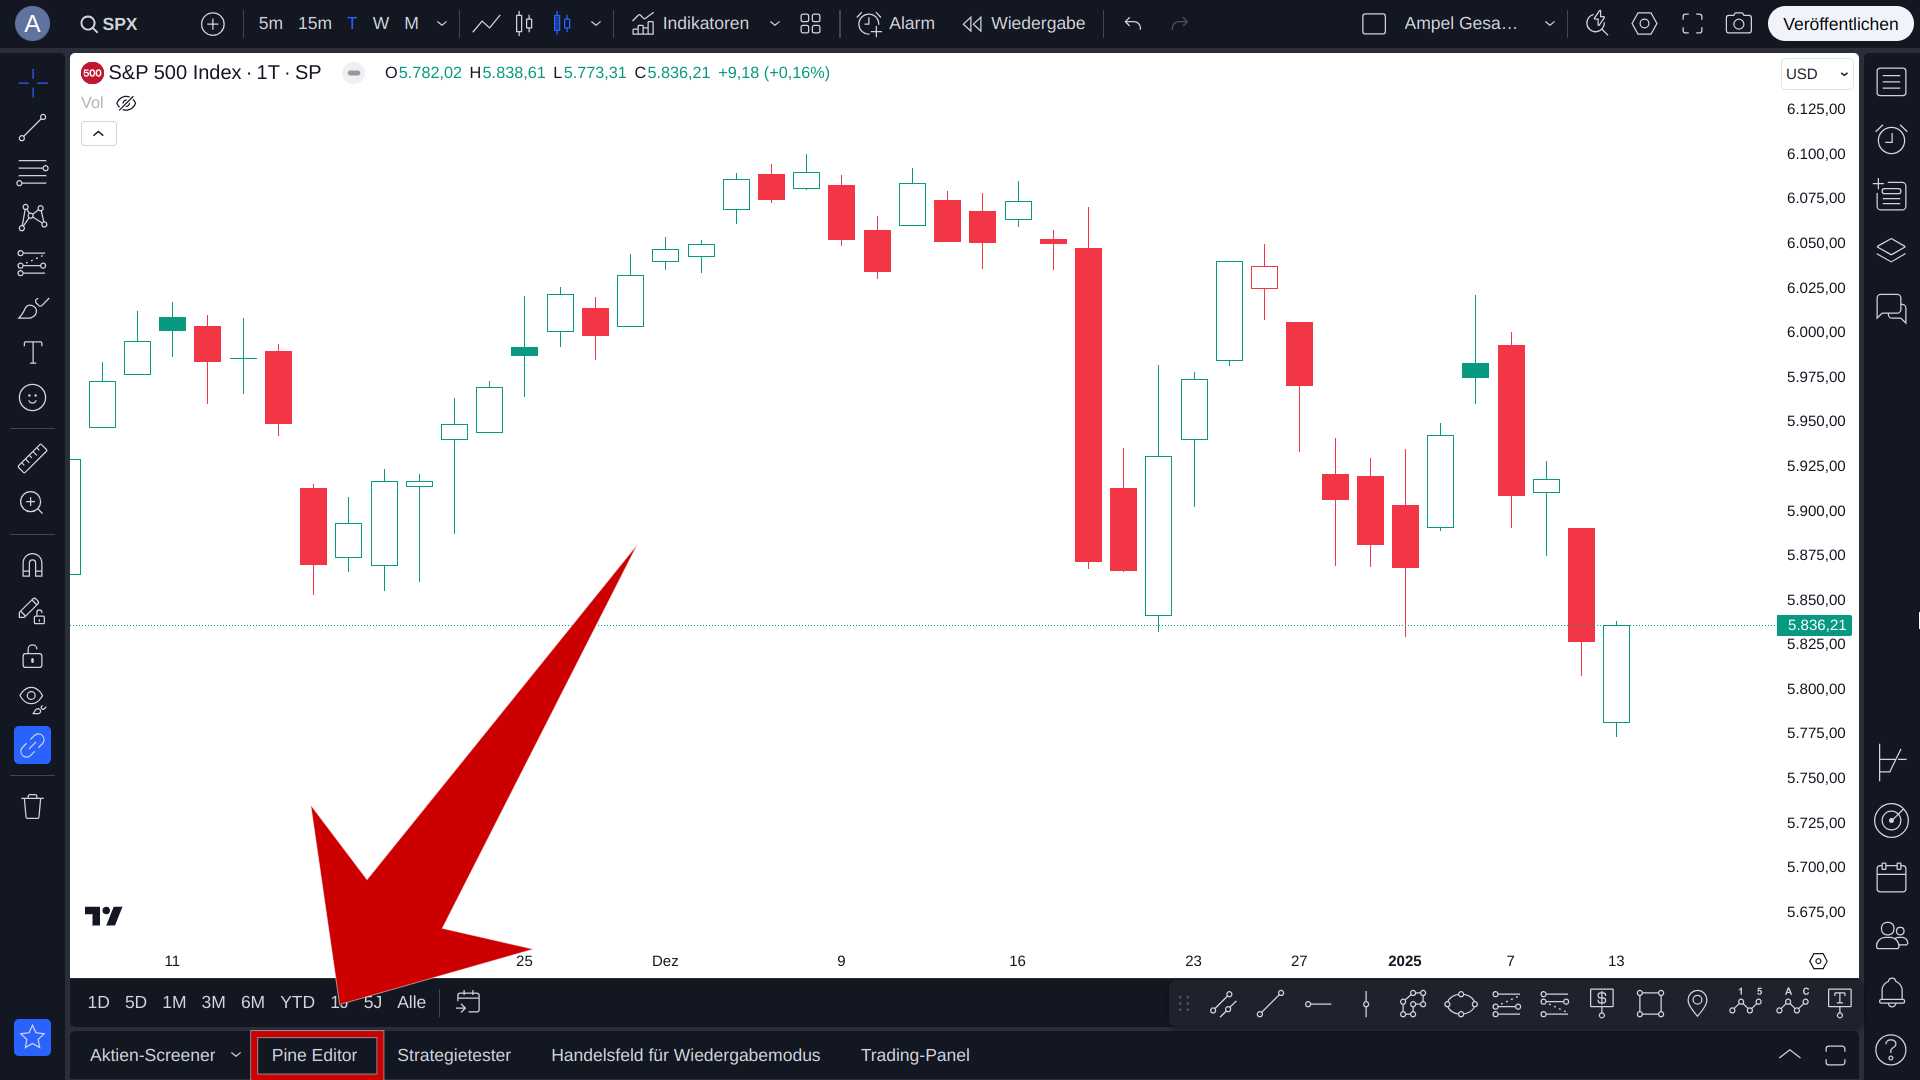 A
SPX
5m 15m T W M
Indikatoren
Alarm
Wiedergabe
Ampel Gesa...
Veröffentlichen
500 S&P 500 Index · 1T · SP
O5.782,02 H5.838,61 L5.773,31 C5.836,21 +9,18 (+0,16%)
USD
Vol
6.125,00
6.100,00
6.075,00
6.050,00
6.025,00
6.000,00
5.975,00
5.950,00
5.925,00
5.900,00
5.875,00
5.850,00
5.836,21
5.825,00
5.800,00
5.775,00
5.750,00
5.725,00
5.700,00
5.675,00
11 25 Dez 9 16 23 27 2025 7 13
1D 5D 1M 3M 6M YTD 1J 5J Alle
$ 1 5 A C T
Aktien-Screener
Pine Editor
Strategietester
Handelsfeld für Wiedergabemodus
Trading-Panel